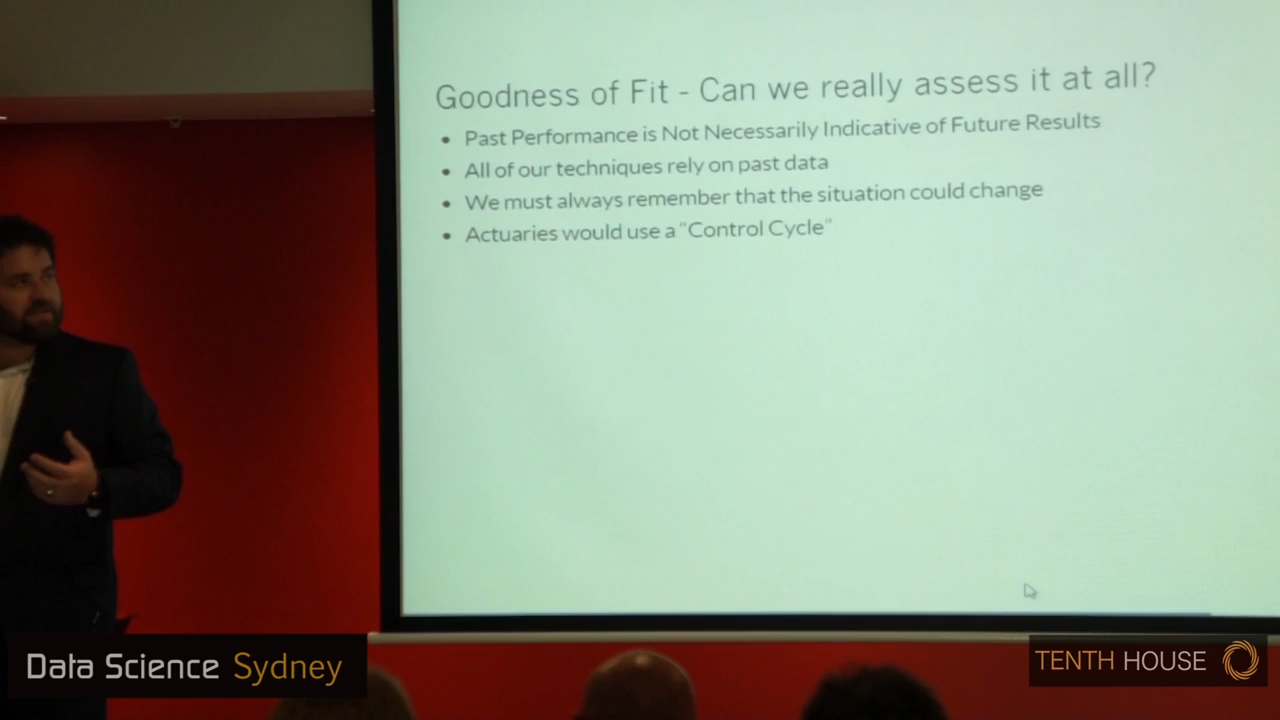 Goodness of Fit - Can we really assess it at all?
Past Performance is Not Necessarily Indicative of Future Results
All of our techniques rely on past data
We must always remember that the situation could change
Actuaries would use a "Control Cycle"
Data Science Sydney
TENTH HOUSE